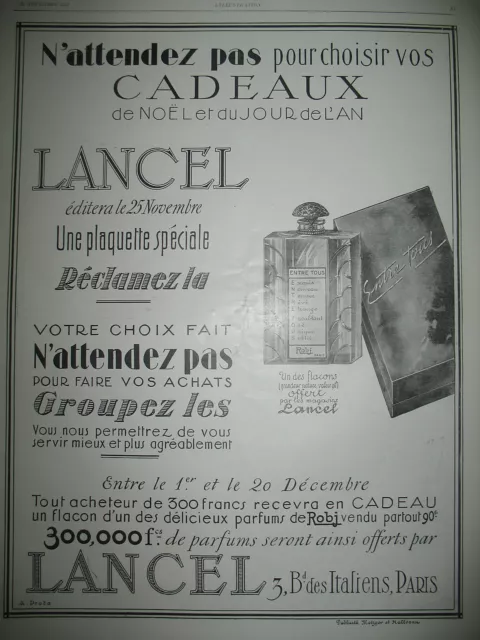 N'attendez pas pour choisir vos
CADEAUX
de NOËL et du JOUR de L'AN
LANCEL
éditera le 25 Novembre
Une plaquette spéciale
Réclamez la
VOTRE CHOIX FAIT
N'attendez pas
POUR FAIRE VOS ACHATS
Groupez les
Vous nous permettrez de vous
servir mieux et plus agréablement
Entre tous
ENTRE TOUS
Robj
Un des flacons
offert
par les magasins
Lancel
Entre le 1er et le 20 Décembre
Tout acheteur de 300 francs recevra en CADEAU
un flacon d'un des délicieux parfums de Robj vendu partout 90f
300,000 fcs de parfums seront ainsi offerts par
LANCEL 3, Bd des Italiens, PARIS